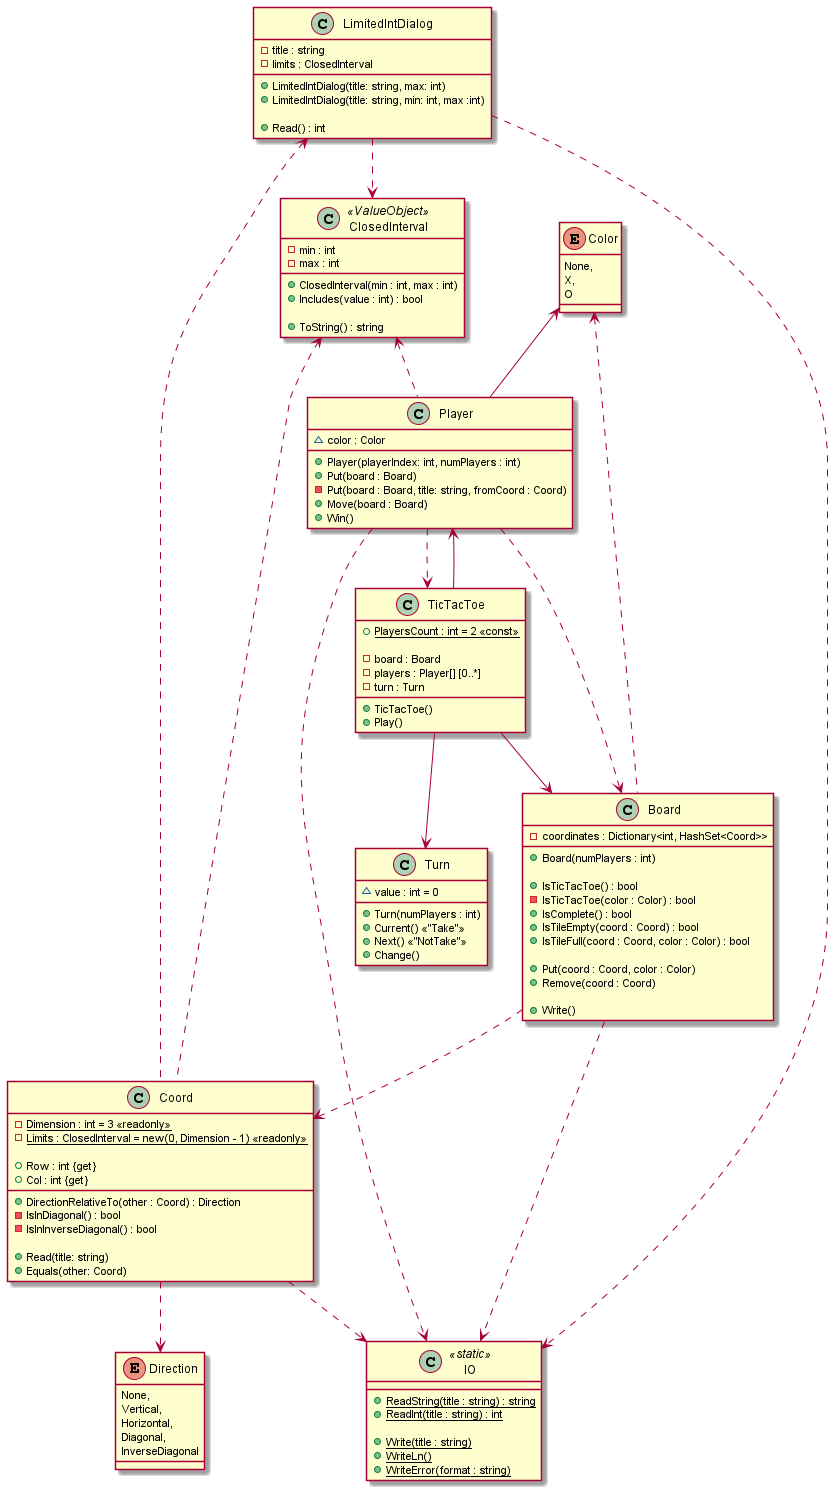 C LimitedIntDialog
title : string
limits : ClosedInterval
LimitedIntDialog(title: string, max: int)
LimitedIntDialog(title: string, min: int, max :int)
Read() : int
C «ValueObject»
ClosedInterval
min : int
max : int
ClosedInterval(min : int, max : int)
Includes(value : int) : bool
ToString() : string
E Color
None,
X,
O
C Player
color : Color
Player(playerIndex: int, numPlayers : int)
Put(board : Board)
Put(board : Board, title: string, fromCoord : Coord)
Move(board : Board)
Win()
C TicTacToe
PlayersCount : int = 2 «const»
board : Board
players : Player[] [0..*]
turn : Turn
TicTacToe()
Play()
C Board
coordinates : Dictionary<int, HashSet<Coord>>
Board(numPlayers : int)
IsTicTacToe() : bool
IsTicTacToe(color : Color) : bool
IsComplete() : bool
IsTileEmpty(coord : Coord) : bool
IsTileFull(coord : Coord, color : Color) : bool
Put(coord : Coord, color : Color)
Remove(coord : Coord)
Write()
C Turn
value : int = 0
Turn(numPlayers : int)
Current() «"Take"»
Next() «"NotTake"»
Change()
C Coord
Dimension : int = 3 «readonly»
Limits : ClosedInterval = new(0, Dimension - 1) «readonly»
Row : int {get}
Col : int {get}
DirectionRelativeTo(other : Coord) : Direction
IsInDiagonal() : bool
IsInInverseDiagonal() : bool
Read(title: string)
Equals(other: Coord)
E Direction
None,
Vertical,
Horizontal,
Diagonal,
InverseDiagonal
C «static»
IO
ReadString(title : string) : string
ReadInt(title : string) : int
Write(title : string)
WriteLn()
WriteError(format : string)